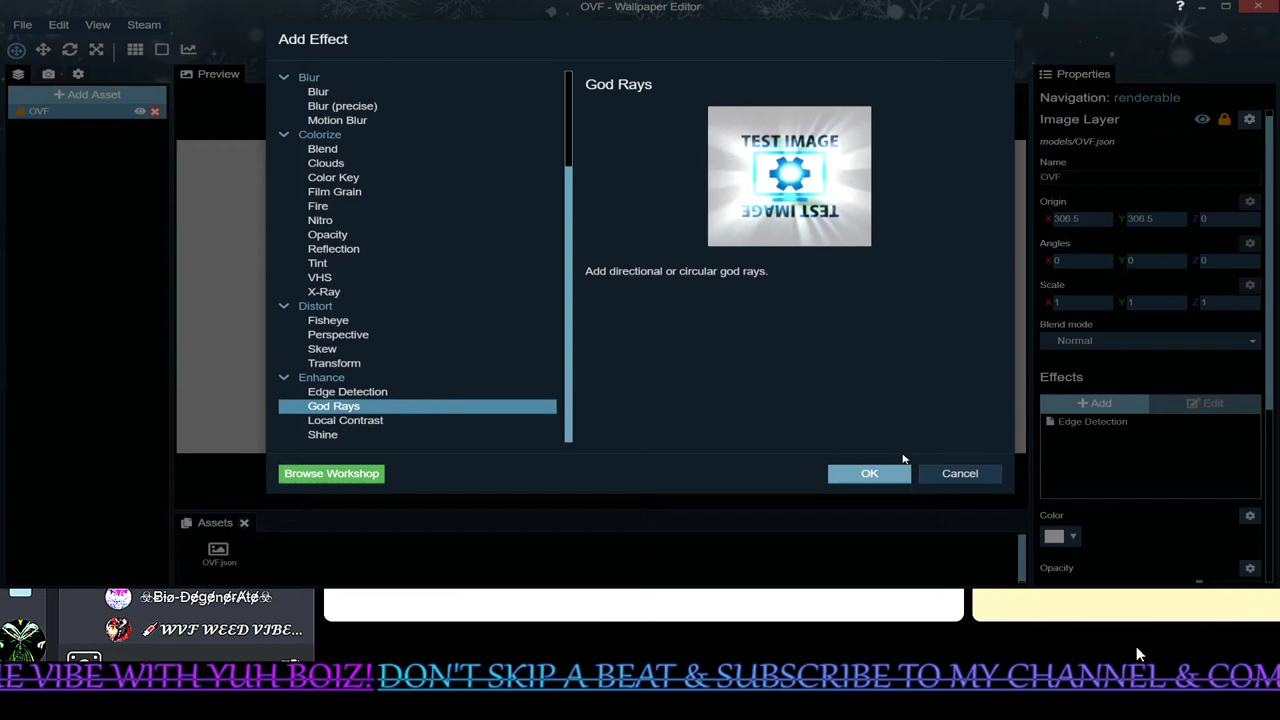 OVF - Wallpaper Editor
?
File Edit View Steam
Add Effect
Preview
Properties
+ Add Asset
OVF
Blur
Blur
Blur (precise)
Motion Blur
Colorize
Blend
Clouds
Color Key
Film Grain
Fire
Nitro
Opacity
Reflection
Tint
VHS
X-Ray
Distort
Fisheye
Perspective
Skew
Transform
Enhance
Edge Detection
God Rays
Local Contrast
Shine
God Rays
TEST IMAGE
TEST IMAGE
Add directional or circular god rays.
Browse Workshop
OK
Cancel
Navigation: renderable
Image Layer
models/OVF.json
Name
OVF
Origin
X 306.5 Y 306.5 Z 0
Angles
X 0 Y 0 Z 0
Scale
X 1 Y 1 Z 1
Blend mode
Normal
Effects
+ Add Edit
Edge Detection
Color
Opacity
Assets
OVF.json
☣Biø-DegønørAtø☣
WVF WEED VIBE...
E VIBE WITH YUH BOIZ! DON'T SKIP A BEAT & SUBSCRIBE TO MY CHANNEL & COM